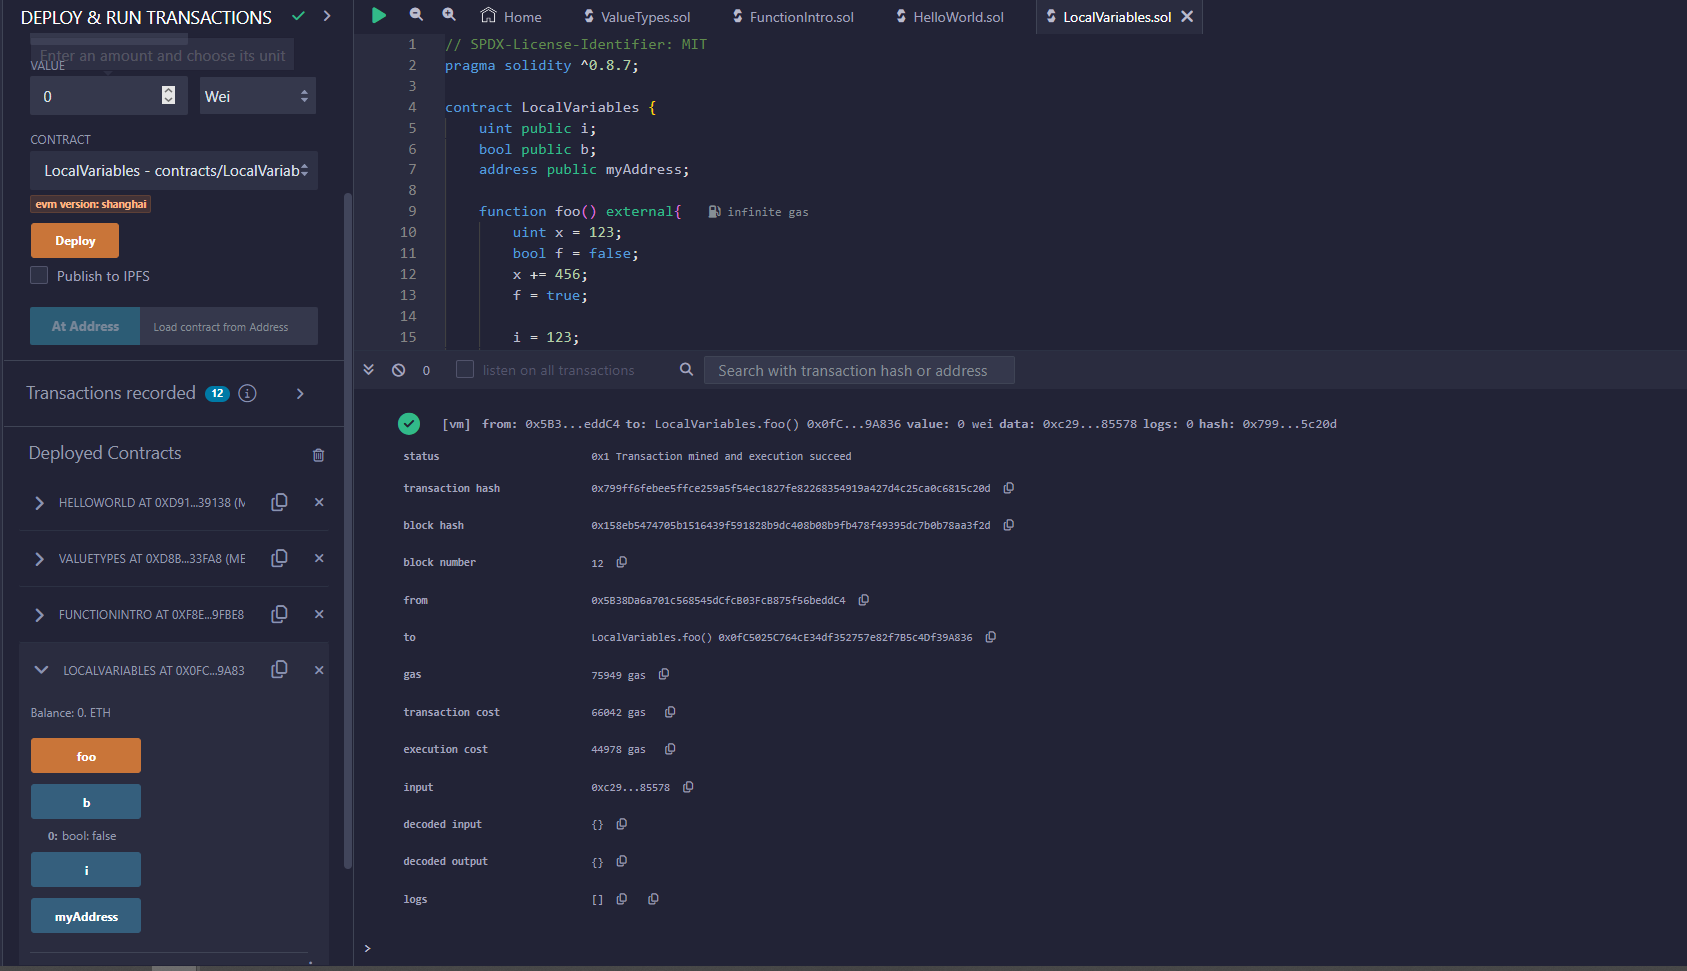 DEPLOY & RUN TRANSACTIONS
Enter an amount and choose its unit
VALUE
0
Wei
CONTRACT
LocalVariables - contracts/LocalVariab
evm version: shanghai
Deploy
Publish to IPFS
At Address
Load contract from Address
Transactions recorded 12 i
Deployed Contracts
HELLOWORLD AT 0XD91...39138 (M
VALUETYPES AT 0XD8B...33FA8 (ME
FUNCTIONINTRO AT 0XF8E...9FBE8
LOCALVARIABLES AT 0X0FC...9A83
Balance: 0. ETH
foo
b
0: bool: false
i
myAddress
Home ValueTypes.sol FunctionIntro.sol HelloWorld.sol LocalVariables.sol
1 // SPDX-License-Identifier: MIT
2 pragma solidity ^0.8.7;
3
4 contract LocalVariables {
5 uint public i;
6 bool public b;
7 address public myAddress;
8
9 function foo() external{ infinite gas
10 uint x = 123;
11 bool f = false;
12 x += 456;
13 f = true;
14
15 i = 123;
0 listen on all transactions Search with transaction hash or address
[vm] from: 0x5B3...eddC4 to: LocalVariables.foo() 0x0fC...9A836 value: 0 wei data: 0xc29...85578 logs: 0 hash: 0x799...5c20d
status 0x1 Transaction mined and execution succeed
transaction hash 0x799ff6febee5ffce259a5f54ec1827fe82268354919a427d4c25ca0c6815c20d
block hash 0x158eb5474705b1516439f591828b9dc408b08b9fb478f49395dc7b0b78aa3f2d
block number 12
from 0x5B38Da6a701c568545dCfcB03FcB875f56beddC4
to LocalVariables.foo() 0x0fC5025C764cE34df352757e82f7B5c4Df39A836
gas 75949 gas
transaction cost 66042 gas
execution cost 44978 gas
input 0xc29...85578
decoded input {}
decoded output {}
logs []
>